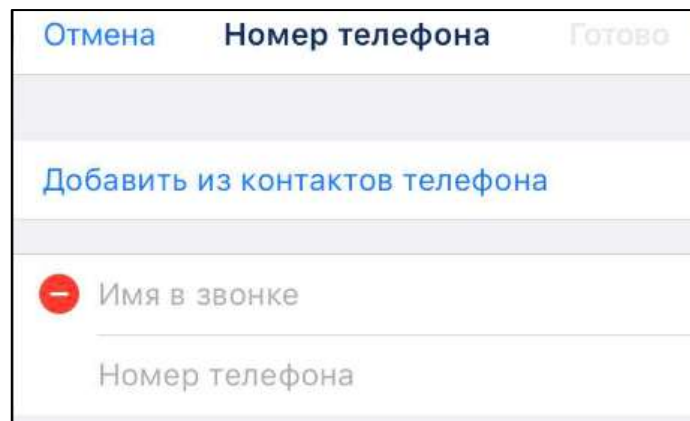 Отмена Номер телефона Готово
Добавить из контактов телефона
Имя в звонке
Номер телефона